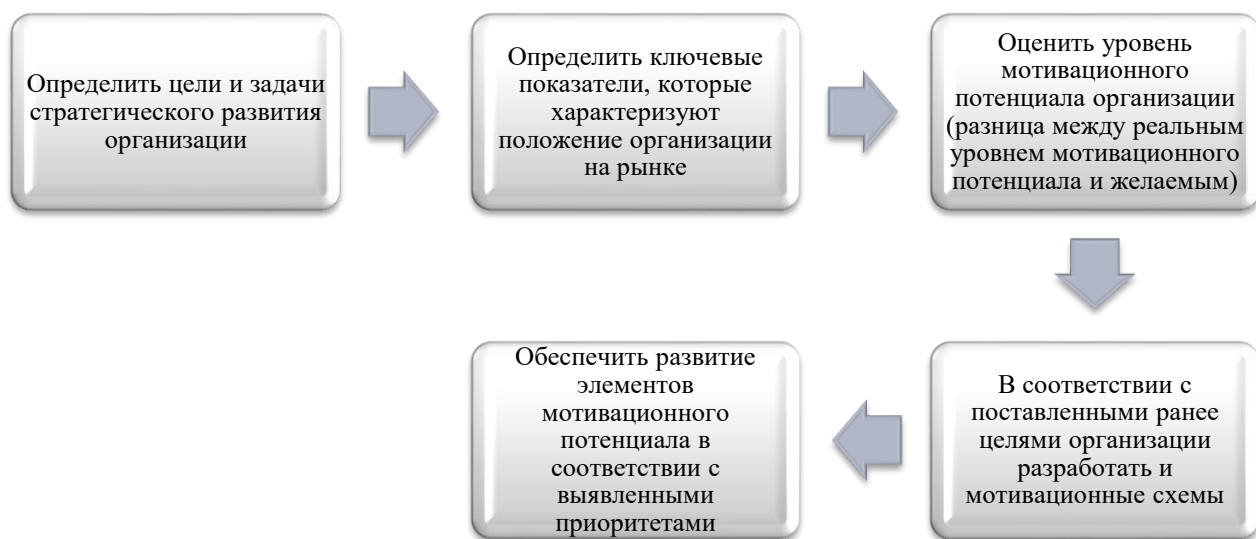 Определить цели и задачи
стратегического развития
организации
Определить ключевые
показатели, которые
характеризуют
положение организации
на рынке
Оценить уровень
мотивационного
потенциала организации
(разница между реальным
уровнем мотивационного
потенциала и желаемым)
В соответствии с
поставленными ранее
целями организации
разработать и
мотивационные схемы
Обеспечить развитие
элементов
мотивационного
потенциала в
соответствии с
выявленными
приоритетами